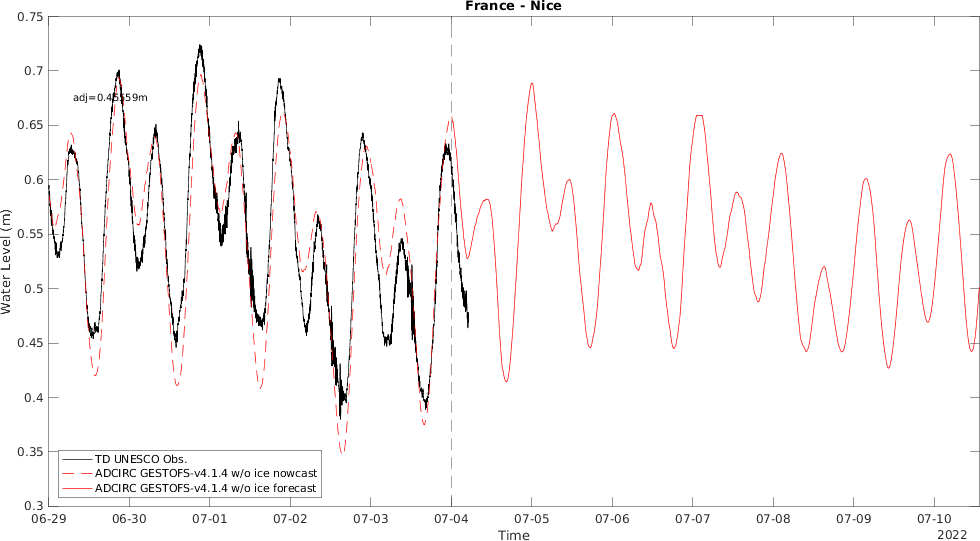 France - Nice
0.75
0.7
0.65
0.6
0.55
0.5
0.45
0.4
0.35
0.3
Water Level (m)
adj=0.45559m
TD UNESCO Obs.
ADCIRC GESTOFS-v4.1.4 w/o ice nowcast
ADCIRC GESTOFS-v4.1.4 w/o ice forecast
06-29 06-30 07-01 07-02 07-03 07-04 07-05 07-06 07-07 07-08 07-09 07-10
Time
2022